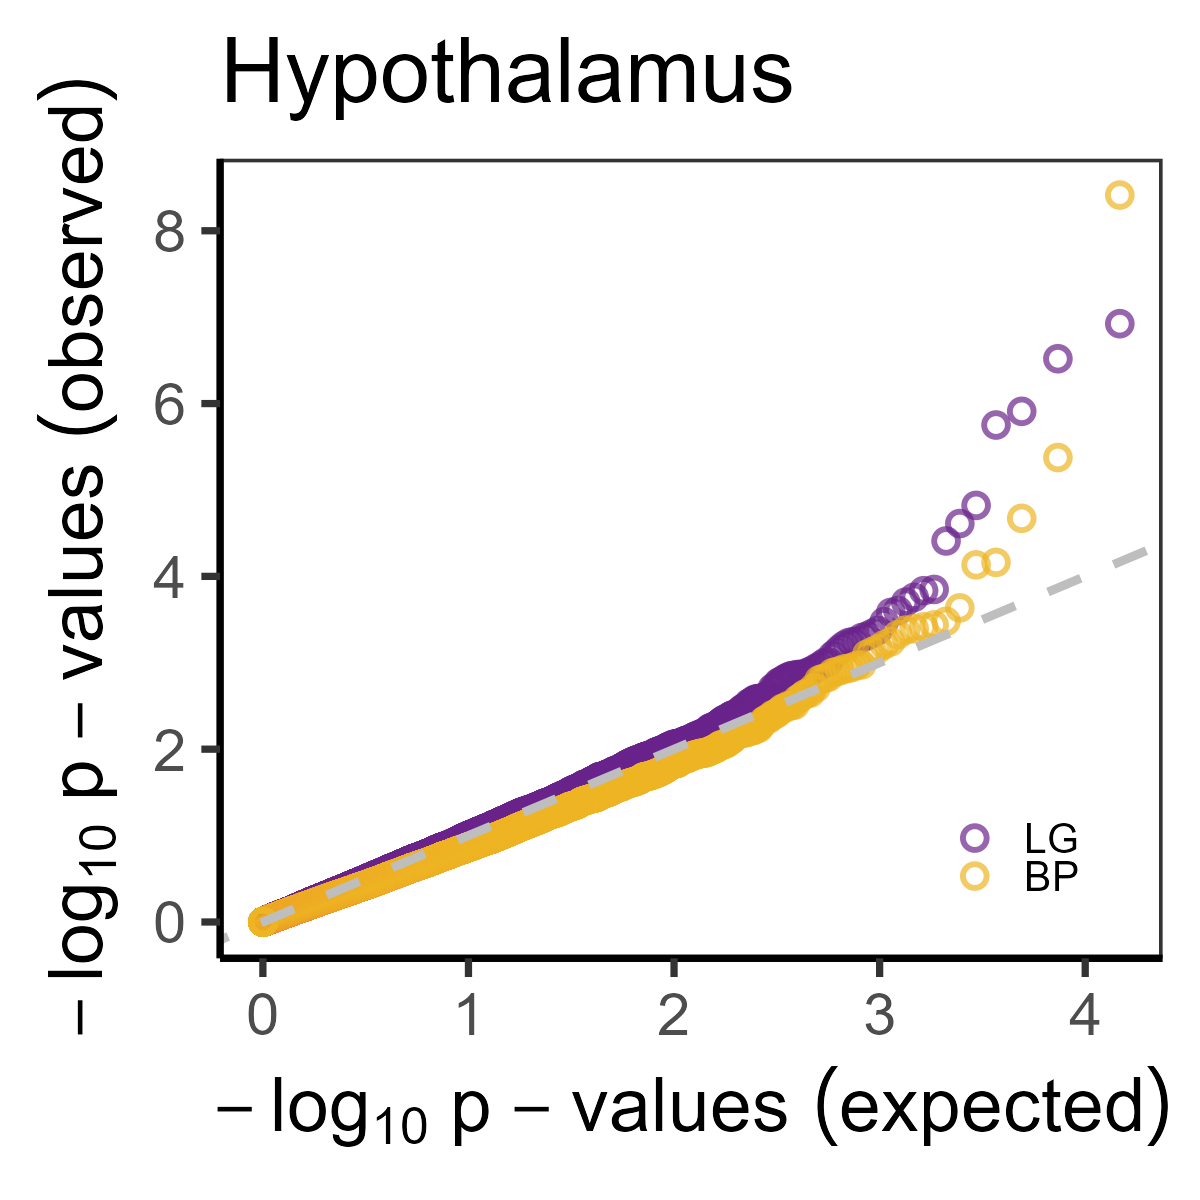 Hypothalamus
− log10 p − values (observed)
8
6
4
2
0
LG
BP
0 1 2 3 4
− log10 p − values (expected)